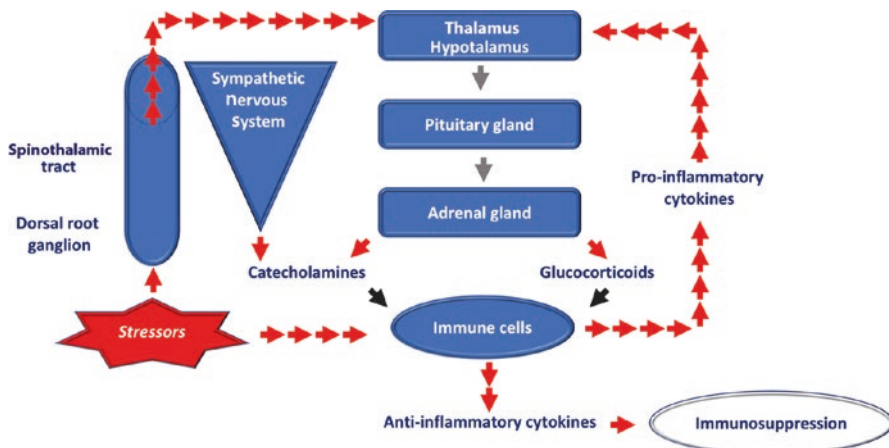 Thalamus
Hypotalamus
Sympathetic
nervous
system
Pituitary gland
Spinothalamic
tract
Pro-inflammatory
cytokines
Adrenal gland
Dorsal root
ganglion
Catecholamines
Glucocorticoids
Stressors
Immune cells
Anti-inflammatory cytokines
Immunosuppression